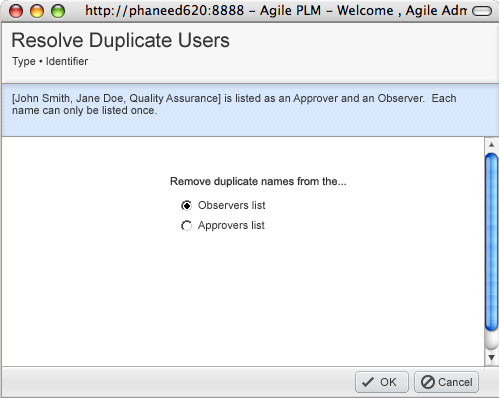 http://phaneed620:8888 – Agile PLM – Welcome , Agile Adm
Resolve Duplicate Users
Type • Identifier
[John Smith, Jane Doe, Quality Assurance] is listed as an Approver and an Observer.  Each
name can only be listed once.
Remove duplicate names from the...
Observers list
Approvers list
OK
Cancel